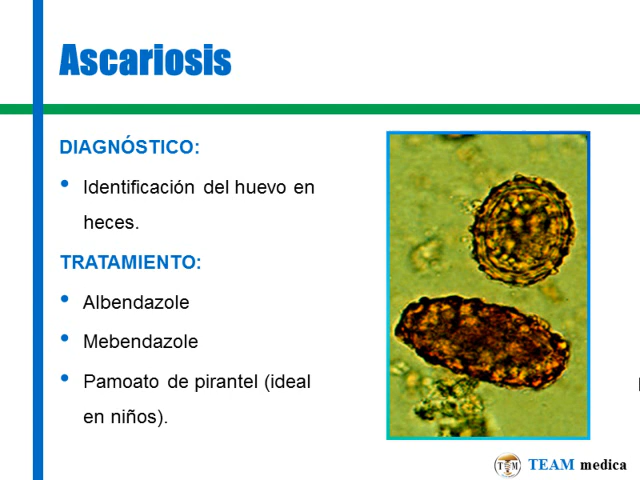 Ascariosis
DIAGNÓSTICO:
• Identificación del huevo en
heces.
TRATAMIENTO:
• Albendazole
• Mebendazole
• Pamoato de pirantel (ideal
en niños).
TEAM medica